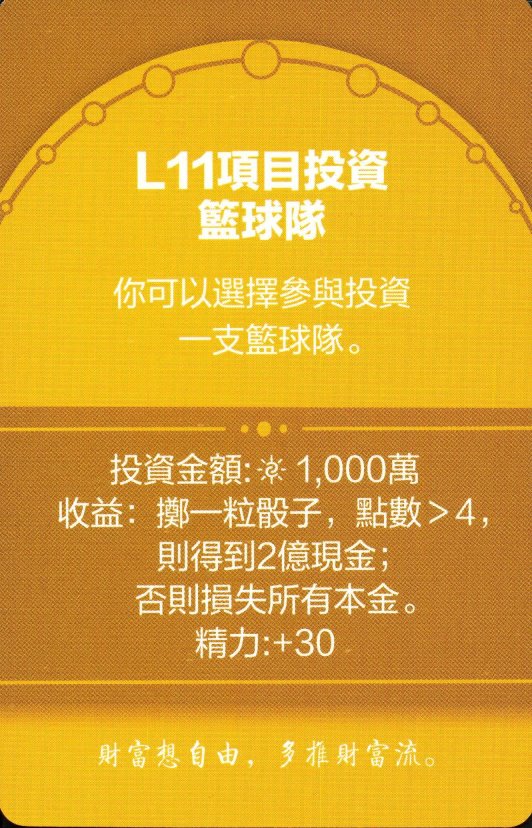 L11項目投資
籃球隊
你可以選擇參與投資
一支籃球隊。
投資金額: 1,000萬
收益：擲一粒骰子，點數＞4，
則得到2億現金；
否則損失所有本金。
精力:+30
財富想自由，多推財富流。